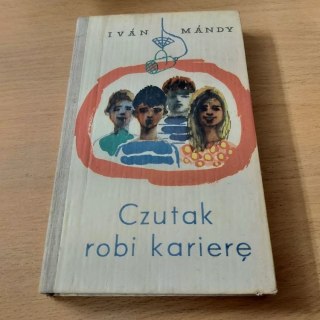 IVÁN MÁNDY
Czutak
robi karierę